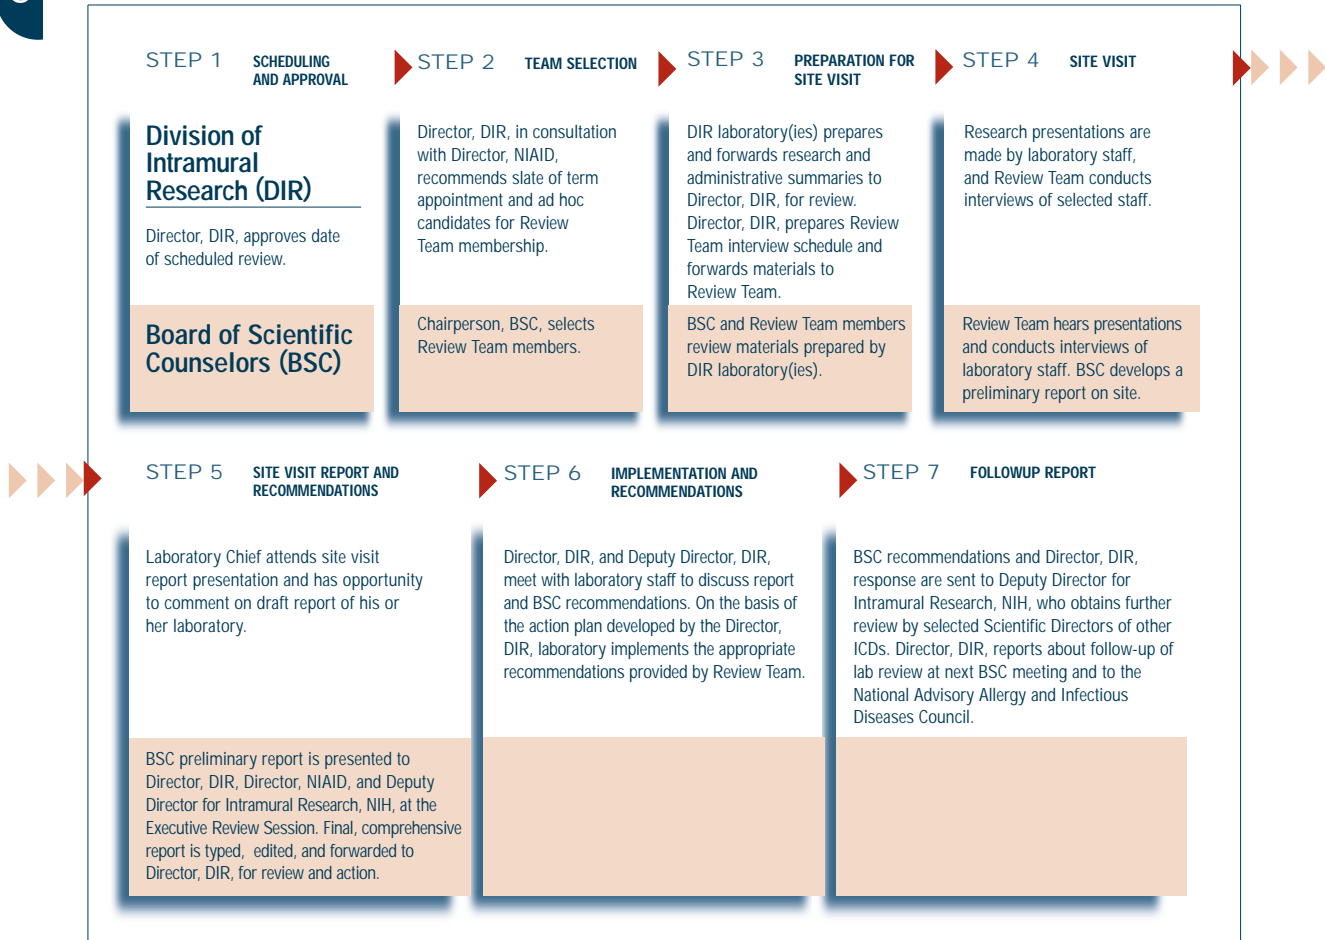 STEP 1 SCHEDULING
AND APPROVAL
Division of
Intramural
Research (DIR)
Director, DIR, approves date
of scheduled review.
Board of Scientific
Counselors (BSC)
STEP 2 TEAM SELECTION
Director, DIR, in consultation
with Director, NIAID,
recommends slate of term
appointment and ad hoc
candidates for Review
Team membership.
Chairperson, BSC, selects
Review Team members.
STEP 3 PREPARATION FOR
SITE VISIT
DIR laboratory(ies) prepares
and forwards research and
administrative summaries to
Director, DIR, for review.
Director, DIR, prepares Review
Team interview schedule and
forwards materials to
Review Team.
BSC and Review Team members
review materials prepared by
DIR laboratory(ies).
STEP 4 SITE VISIT
Research presentations are
made by laboratory staff,
and Review Team conducts
interviews of selected staff.
Review Team hears presentations
and conducts interviews of
laboratory staff. BSC develops a
preliminary report on site.
STEP 5 SITE VISIT REPORT AND
RECOMMENDATIONS
Laboratory Chief attends site visit
report presentation and has opportunity
to comment on draft report of his or
her laboratory.
BSC preliminary report is presented to
Director, DIR, Director, NIAID, and Deputy
Director for Intramural Research, NIH, at the
Executive Review Session. Final, comprehensive
report is typed, edited, and forwarded to
Director, DIR, for review and action.
STEP 6 IMPLEMENTATION AND
RECOMMENDATIONS
Director, DIR, and Deputy Director, DIR,
meet with laboratory staff to discuss report
and BSC recommendations. On the basis of
the action plan developed by the Director,
DIR, laboratory implements the appropriate
recommendations provided by Review Team.
STEP 7 FOLLOWUP REPORT
BSC recommendations and Director, DIR,
response are sent to Deputy Director for
Intramural Research, NIH, who obtains further
review by selected Scientific Directors of other
ICDs. Director, DIR, reports about follow-up of
lab review at next BSC meeting and to the
National Advisory Allergy and Infectious
Diseases Council.